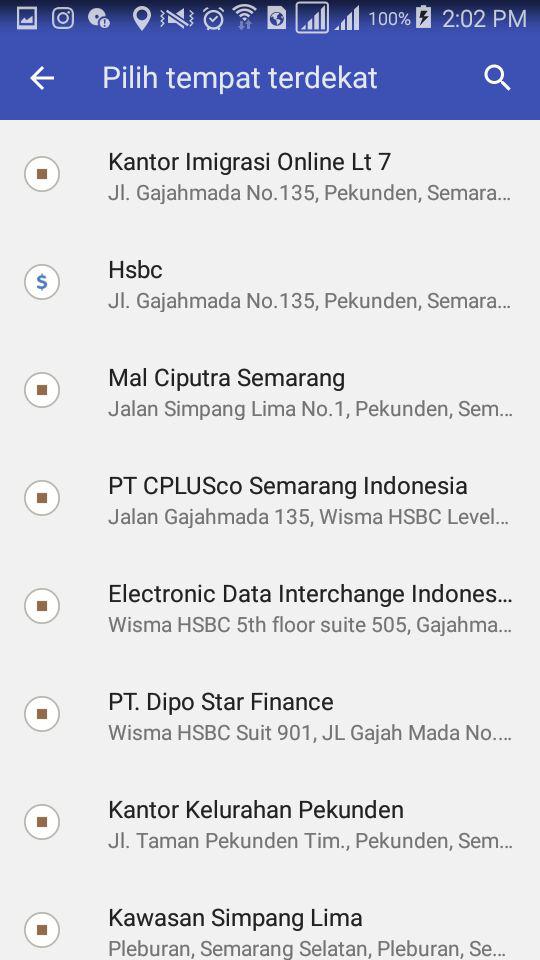 100% 2:02 PM
Pilih tempat terdekat
Kantor Imigrasi Online Lt 7
Jl. Gajahmada No.135, Pekunden, Semara...
$
Hsbc
Jl. Gajahmada No.135, Pekunden, Semara...
Mal Ciputra Semarang
Jalan Simpang Lima No.1, Pekunden, Sem...
PT CPLUSco Semarang Indonesia
Jalan Gajahmada 135, Wisma HSBC Level...
Electronic Data Interchange Indones...
Wisma HSBC 5th floor suite 505, Gajahma...
PT. Dipo Star Finance
Wisma HSBC Suit 901, JL Gajah Mada No....
Kantor Kelurahan Pekunden
Jl. Taman Pekunden Tim., Pekunden, Sem...
Kawasan Simpang Lima
Pleburan, Semarang Selatan, Pleburan, Se...